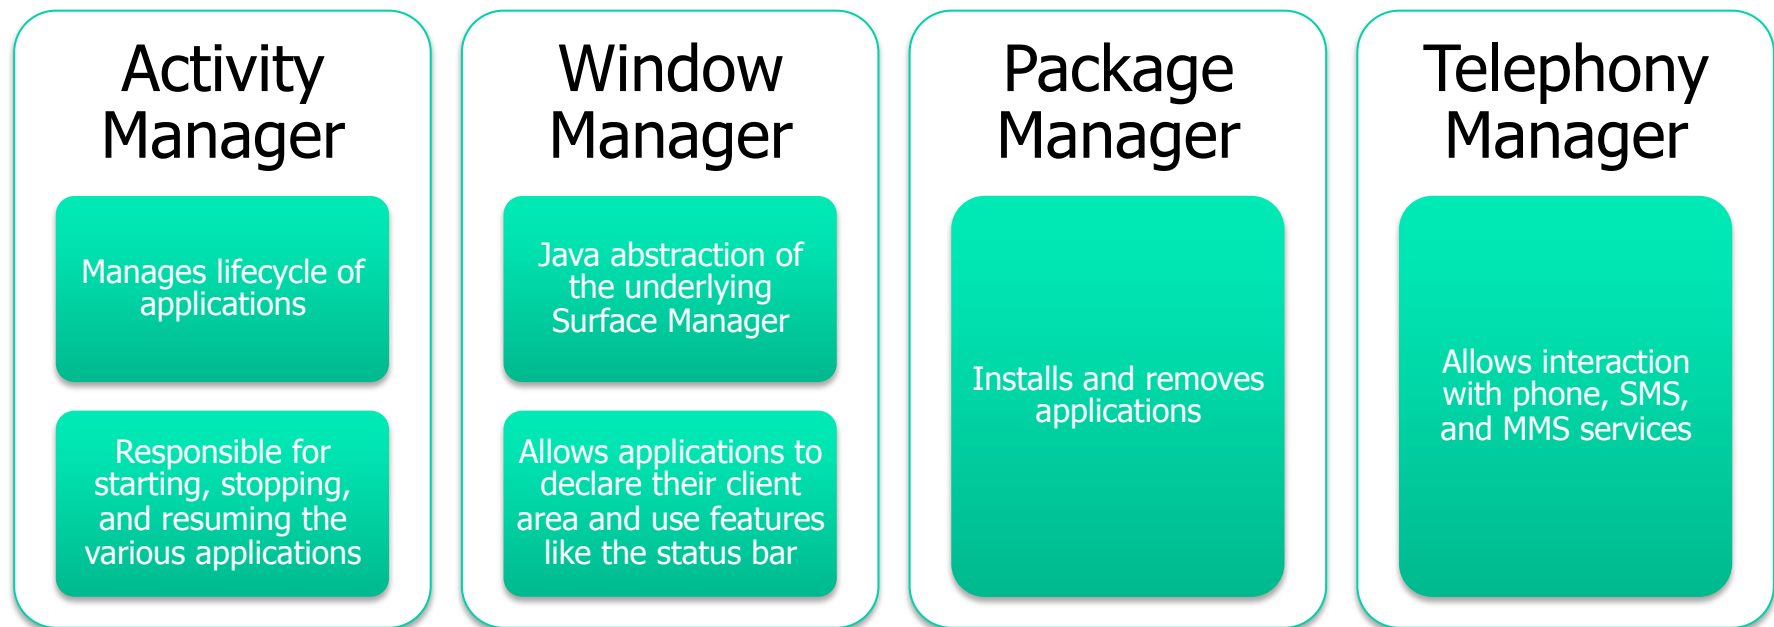 Activity
Manager
Manages lifecycle of
applications
Responsible for
starting, stopping,
and resuming the
various applications
Window
Manager
Java abstraction of
the underlying
Surface Manager
Allows applications to
declare their client
area and use features
like the status bar
Package
Manager
Installs and removes
applications
Telephony
Manager
Allows interaction
with phone, SMS,
and MMS services